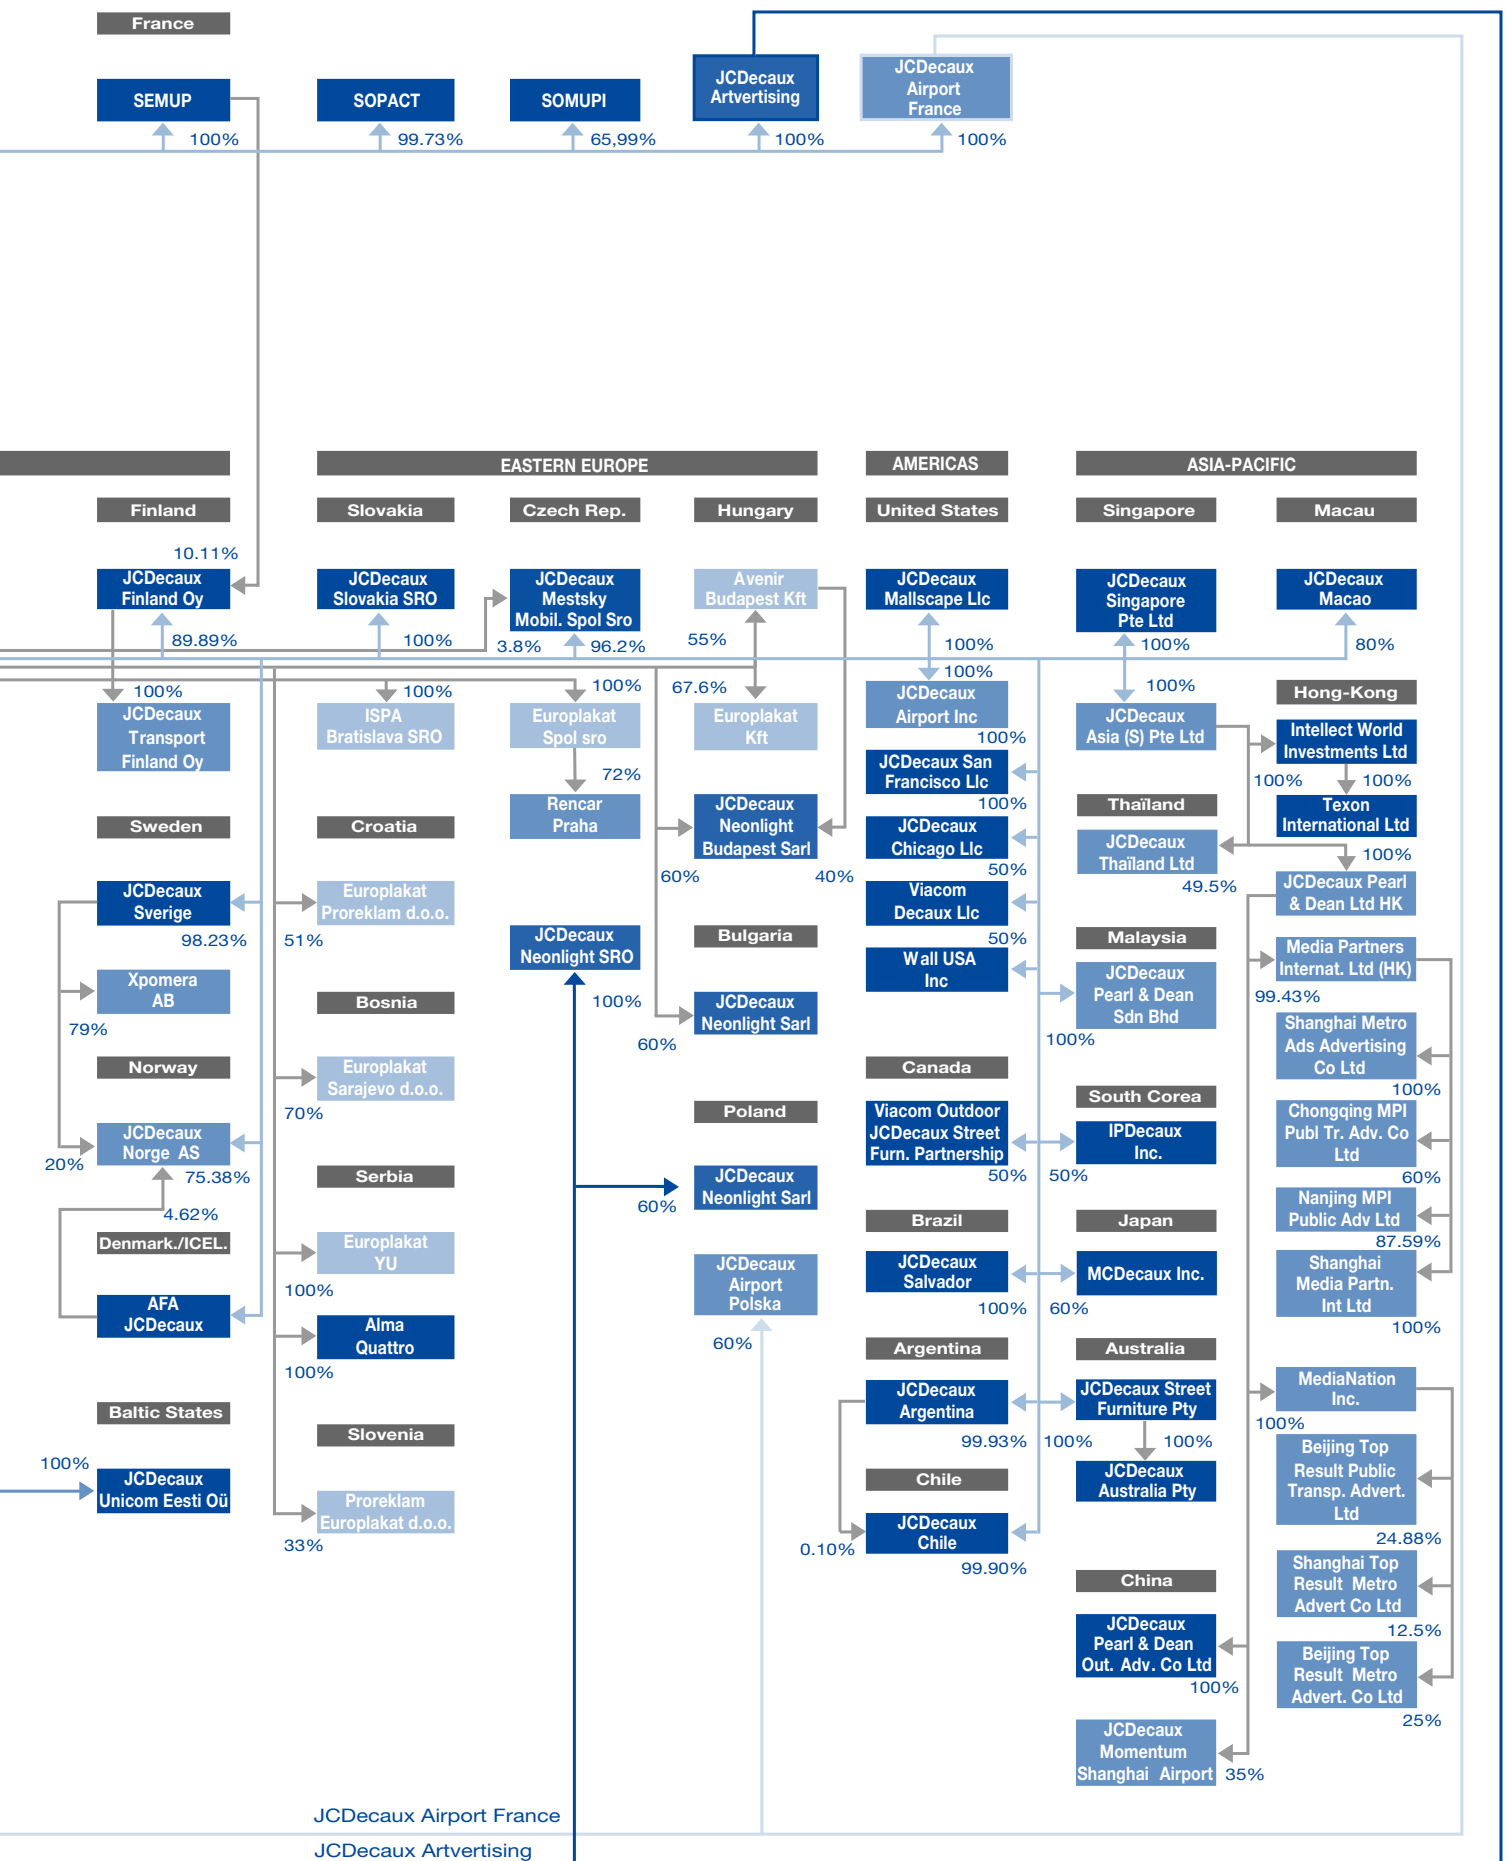 France
SEMUP
100%
SOPACT
99.73%
SOMUPI
65,99%
JCDecaux
Artvertising
100%
JCDecaux
Airport
France
100%
EASTERN EUROPE
AMERICAS
ASIA-PACIFIC
Finland
10.11%
JCDecaux
Finland Oy
89.89%
100%
JCDecaux
Transport
Finland Oy
Sweden
JCDecaux
Sverige
98.23%
Xpomera
AB
79%
Norway
JCDecaux
Norge AS
20%
75.38%
4.62%
Denmark./ICEL.
AFA
JCDecaux
Baltic States
100%
JCDecaux
Unicom Eesti Oü
Slovakia
JCDecaux
Slovakia SRO
100%
100%
ISPA
Bratislava SRO
Croatia
Europlakat
Proreklam d.o.o.
51%
Bosnia
Europlakat
Sarajevo d.o.o.
70%
Serbia
Europlakat
YU
100%
Alma
Quattro
100%
Slovenia
Proreklam
Europlakat d.o.o.
33%
Czech Rep.
JCDecaux
Mestsky
Mobil. Spol Sro
3.8%
96.2%
100%
Europlakat
Spol sro
72%
Rencar
Praha
JCDecaux
Neonlight SRO
100%
Hungary
Avenir
Budapest Kft
55%
67.6%
Europlakat
Kft
JCDecaux
Neonlight
Budapest Sarl
60%
40%
Bulgaria
JCDecaux
Neonlight Sarl
60%
Poland
JCDecaux
Neonlight Sarl
60%
JCDecaux
Airport
Polska
60%
United States
JCDecaux
Mallscape Llc
100%
100%
JCDecaux
Airport Inc
100%
JCDecaux San
Francisco Llc
100%
JCDecaux
Chicago Llc
50%
Viacom
Decaux Llc
50%
Wall USA
Inc
Canada
Viacom Outdoor
JCDecaux Street
Furn. Partnership
50%
Brazil
JCDecaux
Salvador
100%
Argentina
JCDecaux
Argentina
99.93%
Chile
JCDecaux
Chile
0.10%
99.90%
Singapore
JCDecaux
Singapore
Pte Ltd
100%
100%
JCDecaux
Asia (S) Pte Ltd
Thaïland
JCDecaux
Thaïland Ltd
49.5%
Malaysia
JCDecaux
Pearl & Dean
Sdn Bhd
100%
South Corea
IPDecaux
Inc.
50%
Japan
MCDecaux Inc.
60%
Australia
JCDecaux Street
Furniture Pty
100%
100%
JCDecaux
Australia Pty
China
JCDecaux
Pearl & Dean
Out. Adv. Co Ltd
100%
JCDecaux
Momentum
Shanghai Airport
35%
Macau
JCDecaux
Macao
80%
Hong-Kong
Intellect World
Investments Ltd
100%
100%
Texon
International Ltd
100%
JCDecaux Pearl
& Dean Ltd HK
Media Partners
Internat. Ltd (HK)
99.43%
Shanghai Metro
Ads Advertising
Co Ltd
100%
Chongqing MPI
Publ Tr. Adv. Co
Ltd
60%
Nanjing MPI
Public Adv Ltd
87.59%
Shanghai
Media Partn.
Int Ltd
100%
MediaNation
Inc.
100%
Beijing Top
Result Public
Transp. Advert.
Ltd
24.88%
Shanghai Top
Result Metro
Advert Co Ltd
12.5%
Beijing Top
Result Metro
Advert. Co Ltd
25%
JCDecaux Airport France
JCDecaux Artvertising